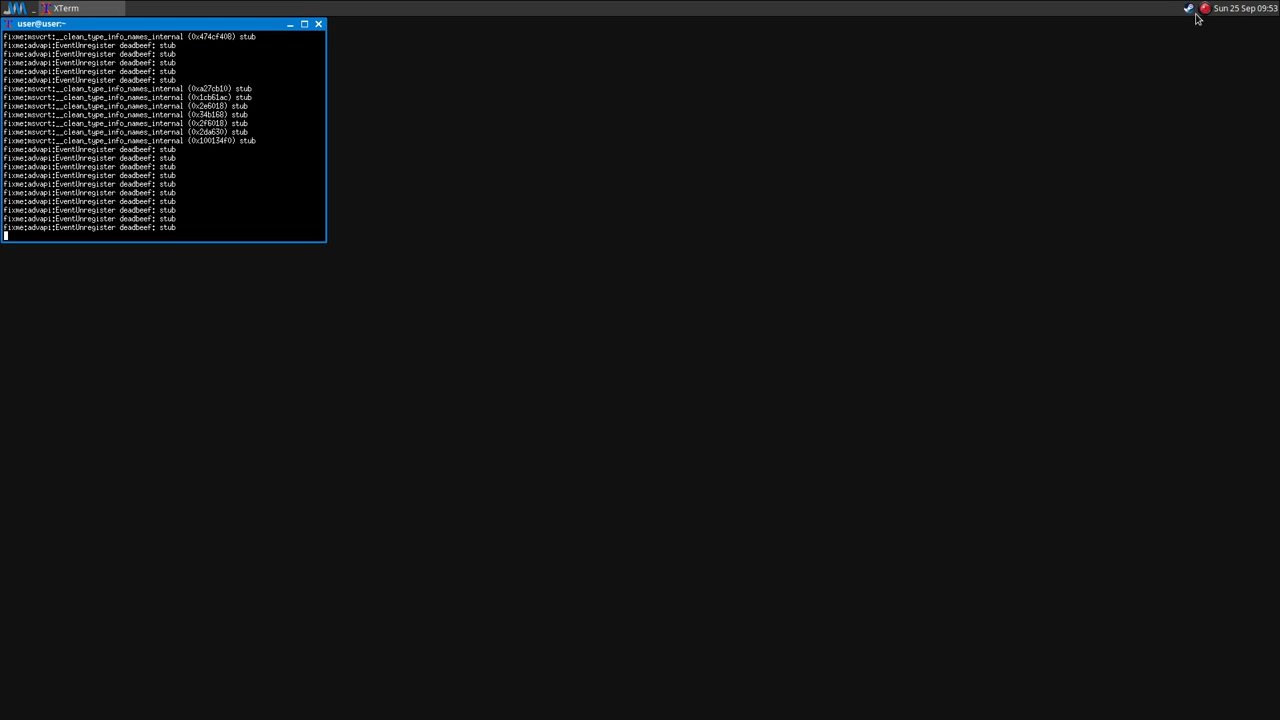 XTerm
Sun 25 Sep 09:53
user@user:~
fixme:msvcrt:__clean_type_info_names_internal (0x474cf408) stub
fixme:advapi:EventUnregister deadbeef: stub
fixme:advapi:EventUnregister deadbeef: stub
fixme:advapi:EventUnregister deadbeef: stub
fixme:advapi:EventUnregister deadbeef: stub
fixme:advapi:EventUnregister deadbeef: stub
fixme:msvcrt:__clean_type_info_names_internal (0xa27cb10) stub
fixme:msvcrt:__clean_type_info_names_internal (0x1cb61ac) stub
fixme:msvcrt:__clean_type_info_names_internal (0x2e6018) stub
fixme:msvcrt:__clean_type_info_names_internal (0x34b168) stub
fixme:msvcrt:__clean_type_info_names_internal (0x2f6018) stub
fixme:msvcrt:__clean_type_info_names_internal (0x2da630) stub
fixme:msvcrt:__clean_type_info_names_internal (0x100134f0) stub
fixme:advapi:EventUnregister deadbeef: stub
fixme:advapi:EventUnregister deadbeef: stub
fixme:advapi:EventUnregister deadbeef: stub
fixme:advapi:EventUnregister deadbeef: stub
fixme:advapi:EventUnregister deadbeef: stub
fixme:advapi:EventUnregister deadbeef: stub
fixme:advapi:EventUnregister deadbeef: stub
fixme:advapi:EventUnregister deadbeef: stub
fixme:advapi:EventUnregister deadbeef: stub
fixme:advapi:EventUnregister deadbeef: stub